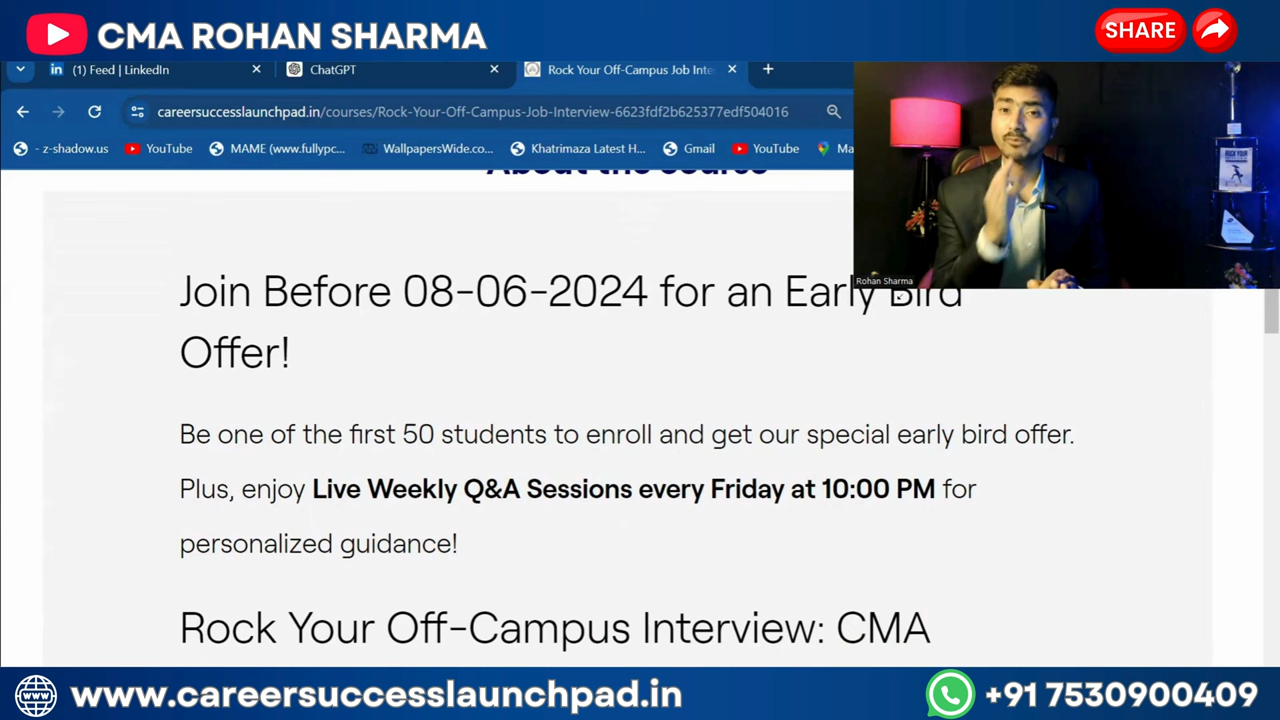 CMA ROHAN SHARMA
SHARE
(1) Feed | LinkedIn
ChatGPT
Rock Your Off-Campus Job Inte
careersuccesslaunchpad.in/courses/Rock-Your-Off-Campus-Job-Interview-6623fdf2b625377edf504016
- z-shadow.us
YouTube
MAME (www.fullypc...
WallpapersWide.co...
Khatrimaza Latest H...
Gmail
YouTube
Ma
About the course
Rohan Sharma
Join Before 08-06-2024 for an Early Bird
Offer!
Be one of the first 50 students to enroll and get our special early bird offer.
Plus, enjoy Live Weekly Q&A Sessions every Friday at 10:00 PM for
personalized guidance!
Rock Your Off-Campus Interview: CMA
www.careersuccesslaunchpad.in
+91 7530900409